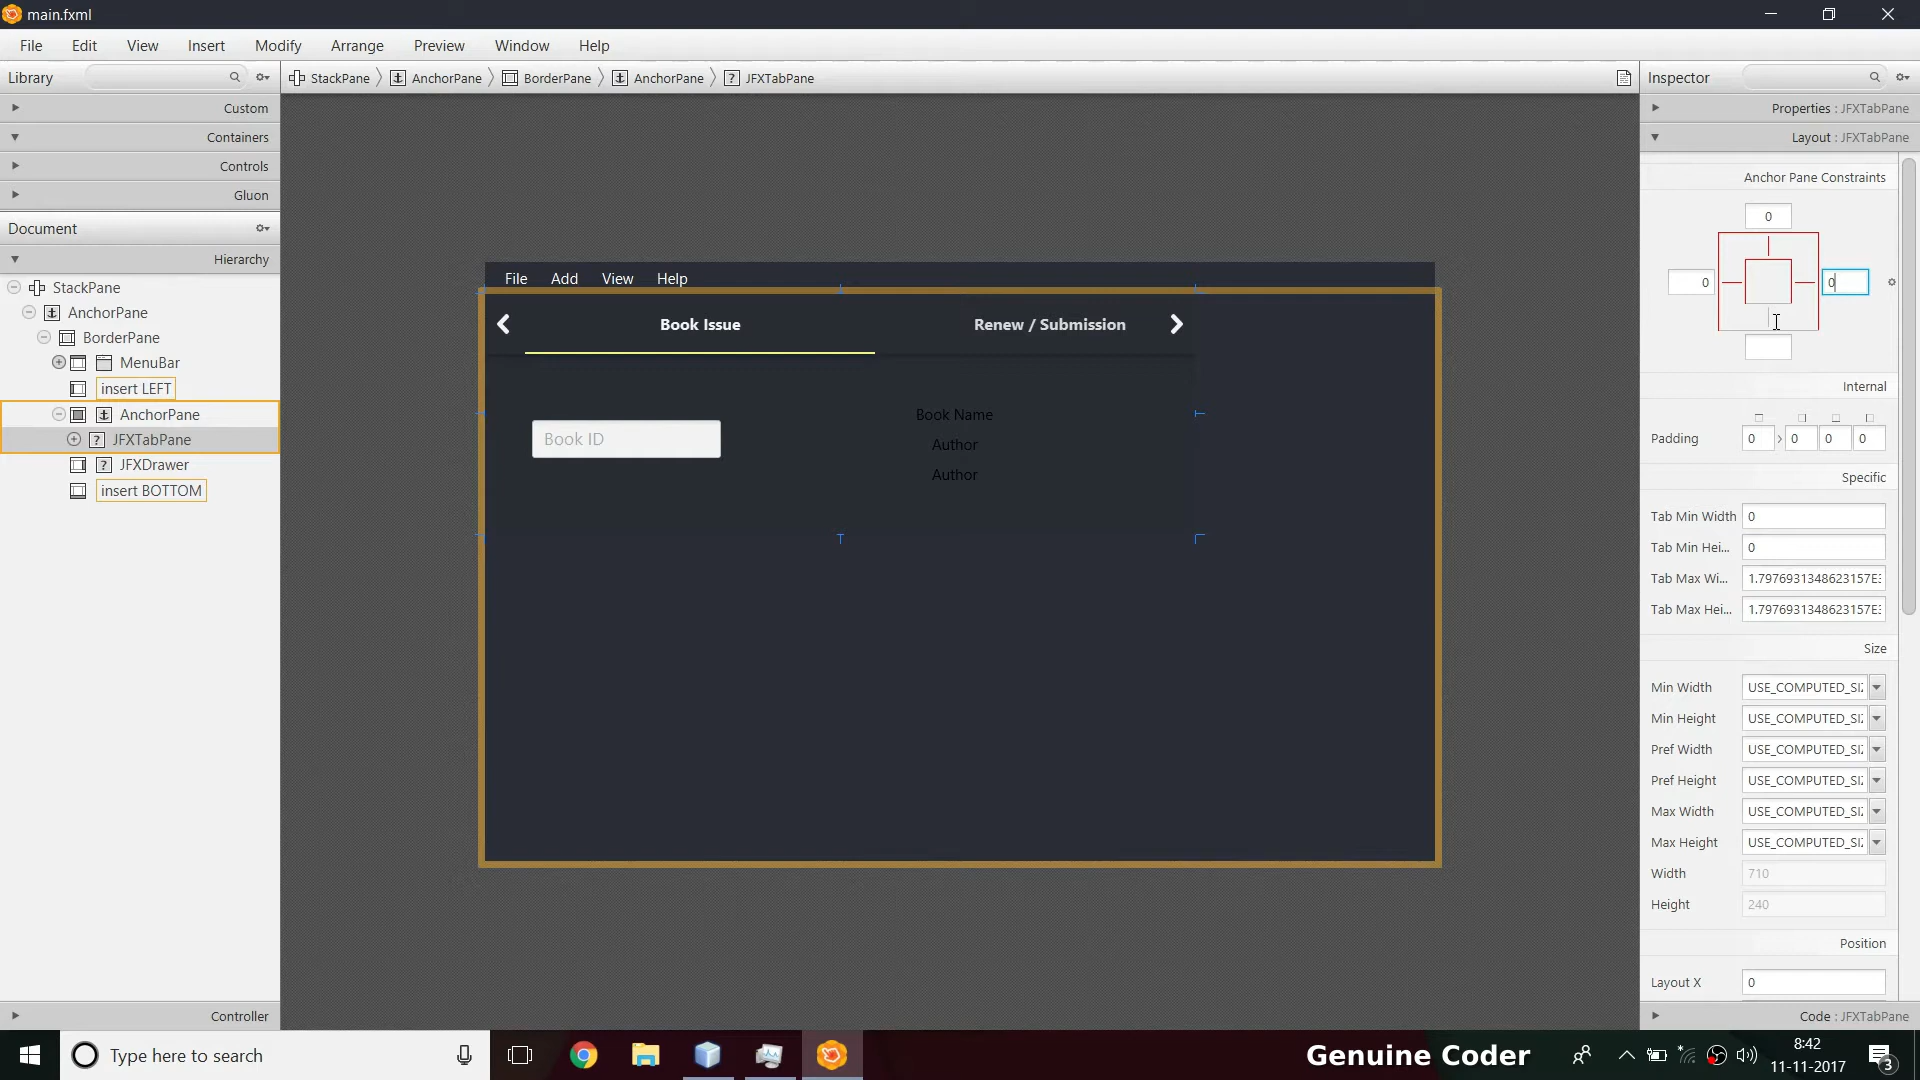 main.fxml
File Edit View Insert Modify Arrange Preview Window Help
Library
StackPane AnchorPane BorderPane AnchorPane ? JFXTabPane
Inspector
Custom
Containers
Controls
Gluon
Document
Hierarchy
StackPane
AnchorPane
BorderPane
MenuBar
insert LEFT
AnchorPane
? JFXTabPane
? JFXDrawer
insert BOTTOM
Controller
File Add View Help
Book Issue
Renew / Submission
Book ID
Book Name
Author
Author
Properties : JFXTabPane
Layout : JFXTabPane
Anchor Pane Constraints
0
0
0
Internal
Padding 0 0 0 0
Specific
Tab Min Width 0
Tab Min Hei... 0
Tab Max Wi... 1.7976931348623157E:
Tab Max Hei... 1.7976931348623157E:
Size
Min Width USE_COMPUTED_SI
Min Height USE_COMPUTED_SI
Pref Width USE_COMPUTED_SI
Pref Height USE_COMPUTED_SI
Max Width USE_COMPUTED_SI
Max Height USE_COMPUTED_SI
Width 710
Height 240
Position
Layout X 0
Code : JFXTabPane
Type here to search
Genuine Coder
8:42
11-11-2017
3